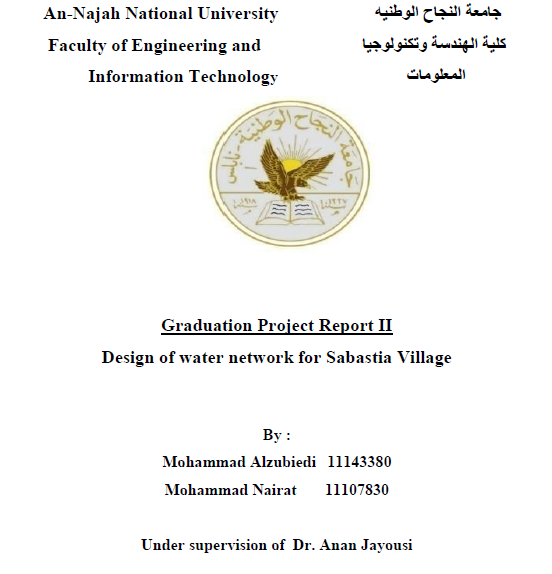 An-Najah National University
جامعة النجاح الوطنيه
Faculty of Engineering and
كلية الهندسة وتكنولوجيا
Information Technology
المعلومات
جامعة النجاح الوطنية - نابلس
١٩١٨
١٣٣٧
Graduation Project Report II
Design of water network for Sabastia Village
By :
Mohammad Alzubiedi 11143380
Mohammad Nairat 11107830
Under supervision of Dr. Anan Jayousi